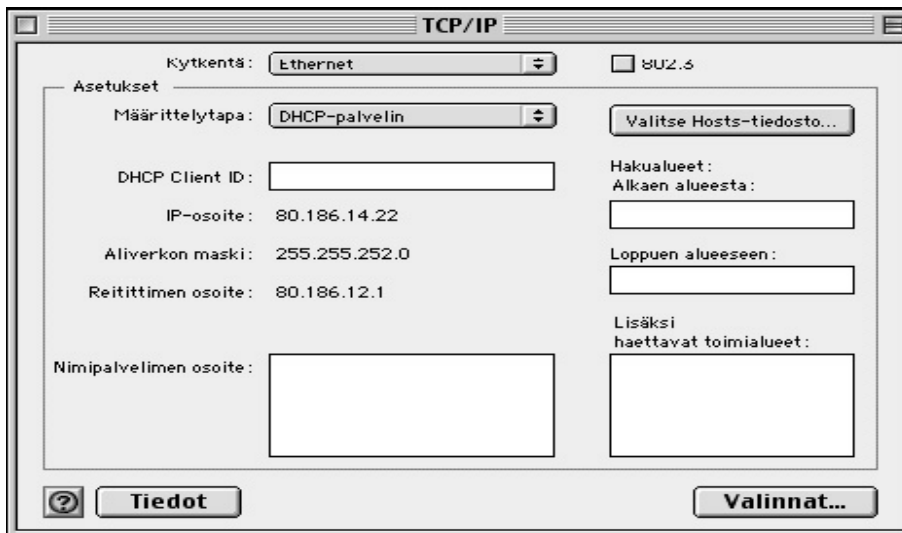 TCP/IP
Kytkentä: Ethernet 802.3
Asetukset
Määrittelytapa: DHCP-palvelin Valitse Hosts-tiedosto...
DHCP Client ID:
Hakualueet:
Alkaen alueesta:
IP-osoite: 80.186.14.22
Aliverkon maski: 255.255.252.0
Loppuen alueeseen:
Reitittimen osoite: 80.186.12.1
Lisäksi
haettavat toimialueet:
Nimipalvelimen osoite:
? Tiedot Valinnat...